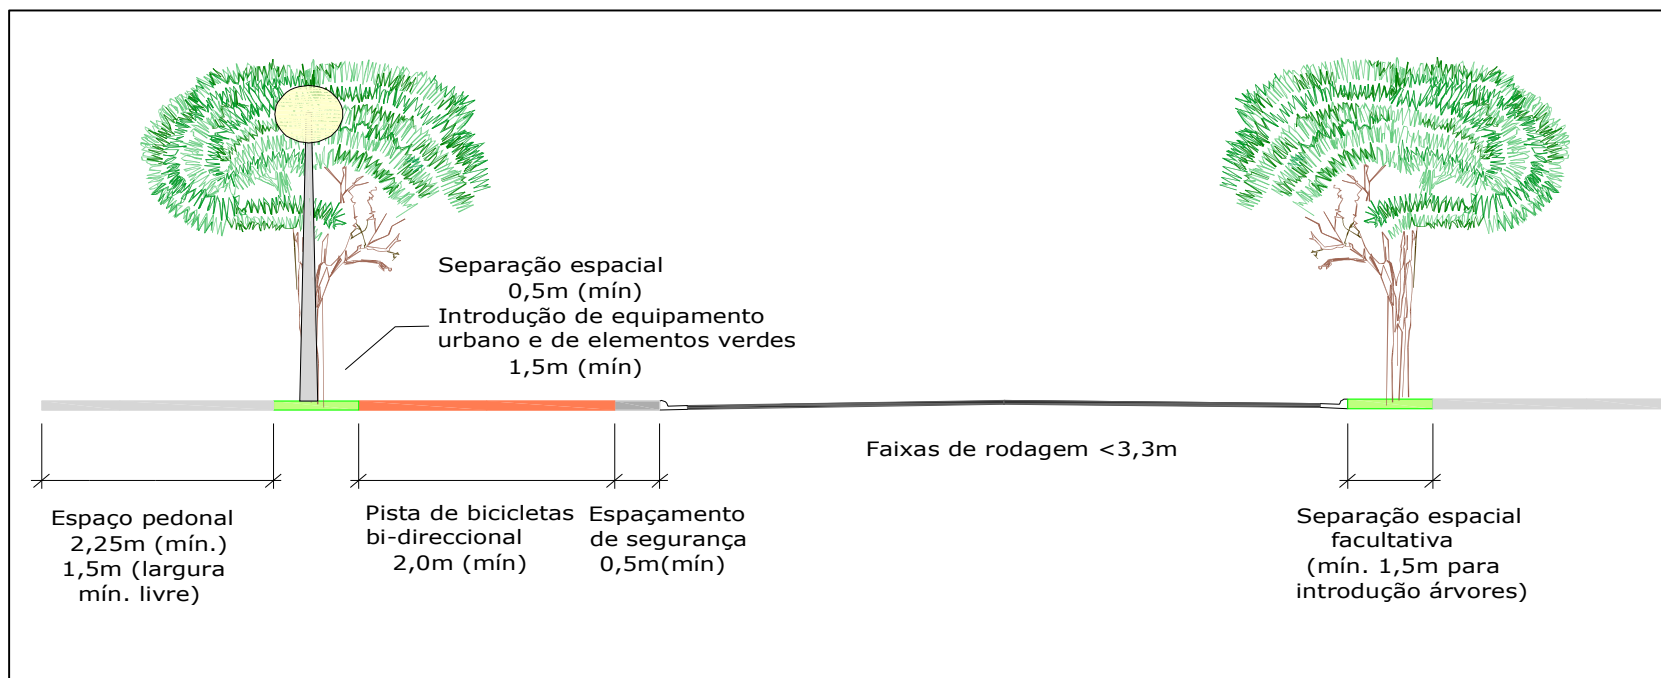 Separação espacial
0,5m (mín)
Introdução de equipamento
urbano e de elementos verdes
1,5m (mín)
Faixas de rodagem <3,3m
Espaço pedonal
2,25m (mín.)
1,5m (largura
mín. livre)
Pista de bicicletas
bi-direccional
2,0m (mín)
Espaçamento
de segurança
0,5m(mín)
Separação espacial
facultativa
(mín. 1,5m para
introdução árvores)